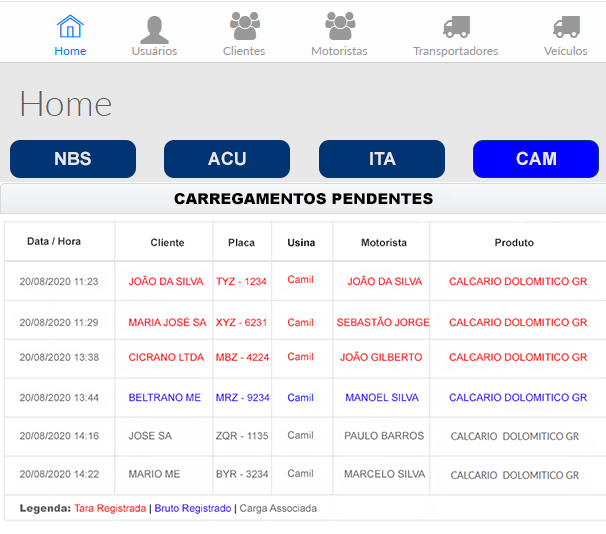 Home Usuários Clientes Motoristas Transportadores Veículos
Home
NBS ACU ITA CAM
CARREGAMENTOS PENDENTES
Data / Hora Cliente Placa Usina Motorista Produto
20/08/2020 11:23 JOÃO DA SILVA TYZ - 1234 Camil JOÃO DA SILVA CALCARIO DOLOMITICO GR
20/08/2020 11:29 MARIA JOSÉ SA XYZ - 6231 Camil SEBASTÃO JORGE CALCARIO DOLOMITICO GR
20/08/2020 13:38 CICRANO LTDA MBZ - 4224 Camil JOÃO GILBERTO CALCARIO DOLOMITICO GR
20/08/2020 13:44 BELTRANO ME MRZ - 9234 Camil MANOEL SILVA CALCARIO DOLOMITICO GR
20/08/2020 14:16 JOSE SA ZQR - 1135 Camil PAULO BARROS CALCARIO DOLOMITICO GR
20/08/2020 14:22 MARIO ME BYR - 3234 Camil MARCELO SILVA CALCARIO DOLOMITICO GR
Legenda: Tara Registrada | Bruto Registrado | Carga Associada